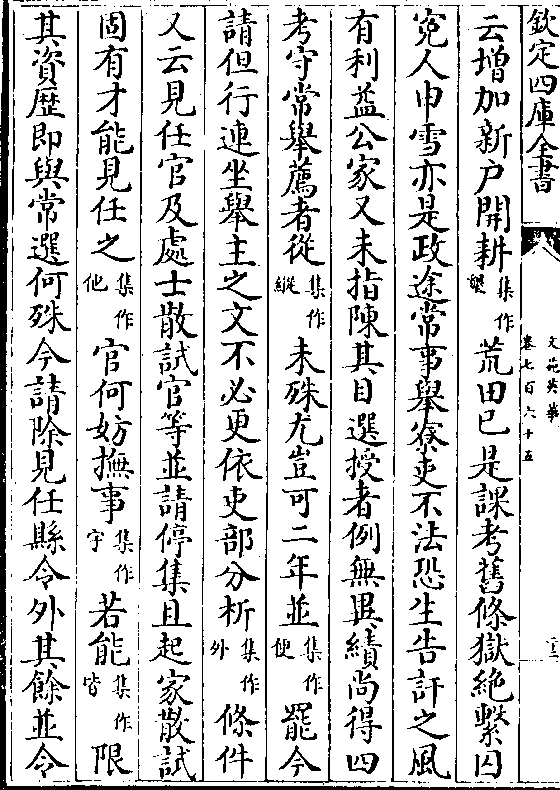 欽定四庫全書
文苑英華
卷七百六十五
云增加新户開耕集作墾荒田已是課考舊條獄絶繫囚
寃人申雪亦是政途常事舉察吏不法恐生告訐之風
有利益公家又未指陳其目選授者例無異績尚得四
考守常舉薦者從集作縱未殊尤豈可二年並集作便罷今
請但行連坐舉主之文不必更依吏部分析集作外條件
又云見任官及處士散試官等並請停集且起家散試
固有才能見任之集作他官何妨撫事集作字若能集作皆限
其資歴即與常選何殊今請除見任縣令外其餘並令